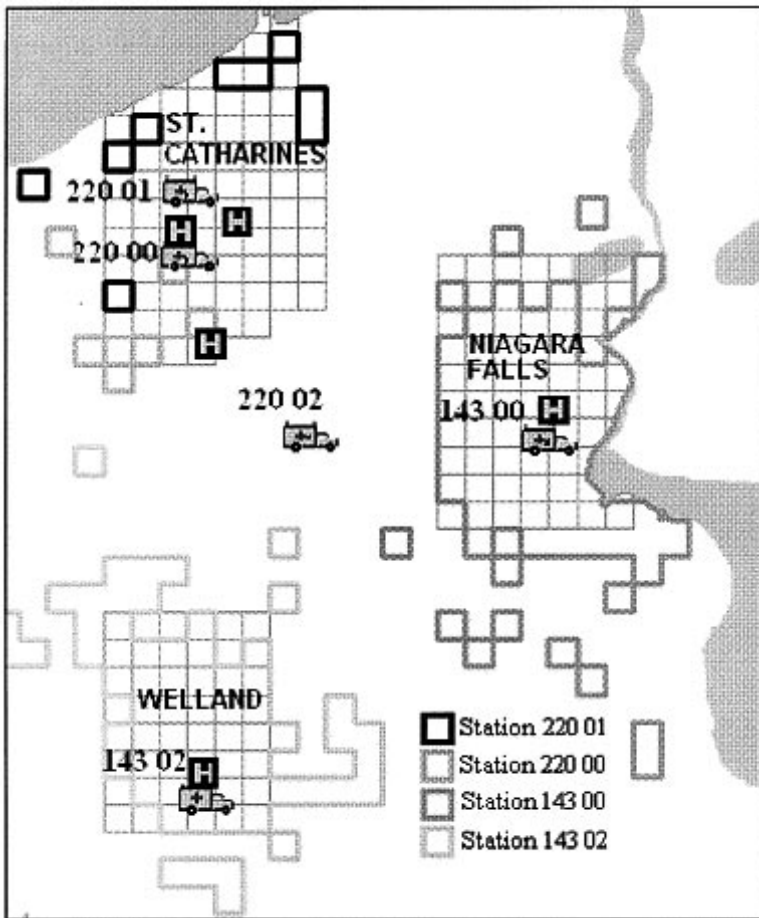 ST.
CATHARINES
220 01
H
H
220 00
H
NIAGARA
FALLS
220 02
143 00
H
WELLAND
143 02
H
Station 220 01
Station 220 00
Station 143 00
Station 143 02